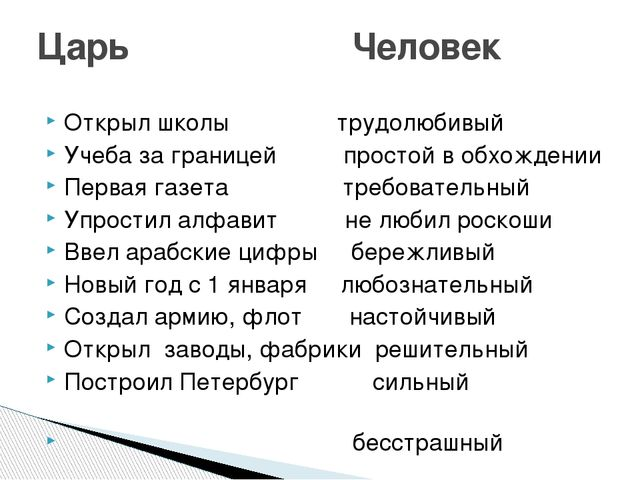 Царь Человек
Открыл школы трудолюбивый
Учеба за границей простой в обхождении
Первая газета требовательный
Упростил алфавит не любил роскоши
Ввел арабские цифры бережливый
Новый год с 1 января любознательный
Создал армию, флот настойчивый
Открыл заводы, фабрики решительный
Построил Петербург сильный
бесстрашный